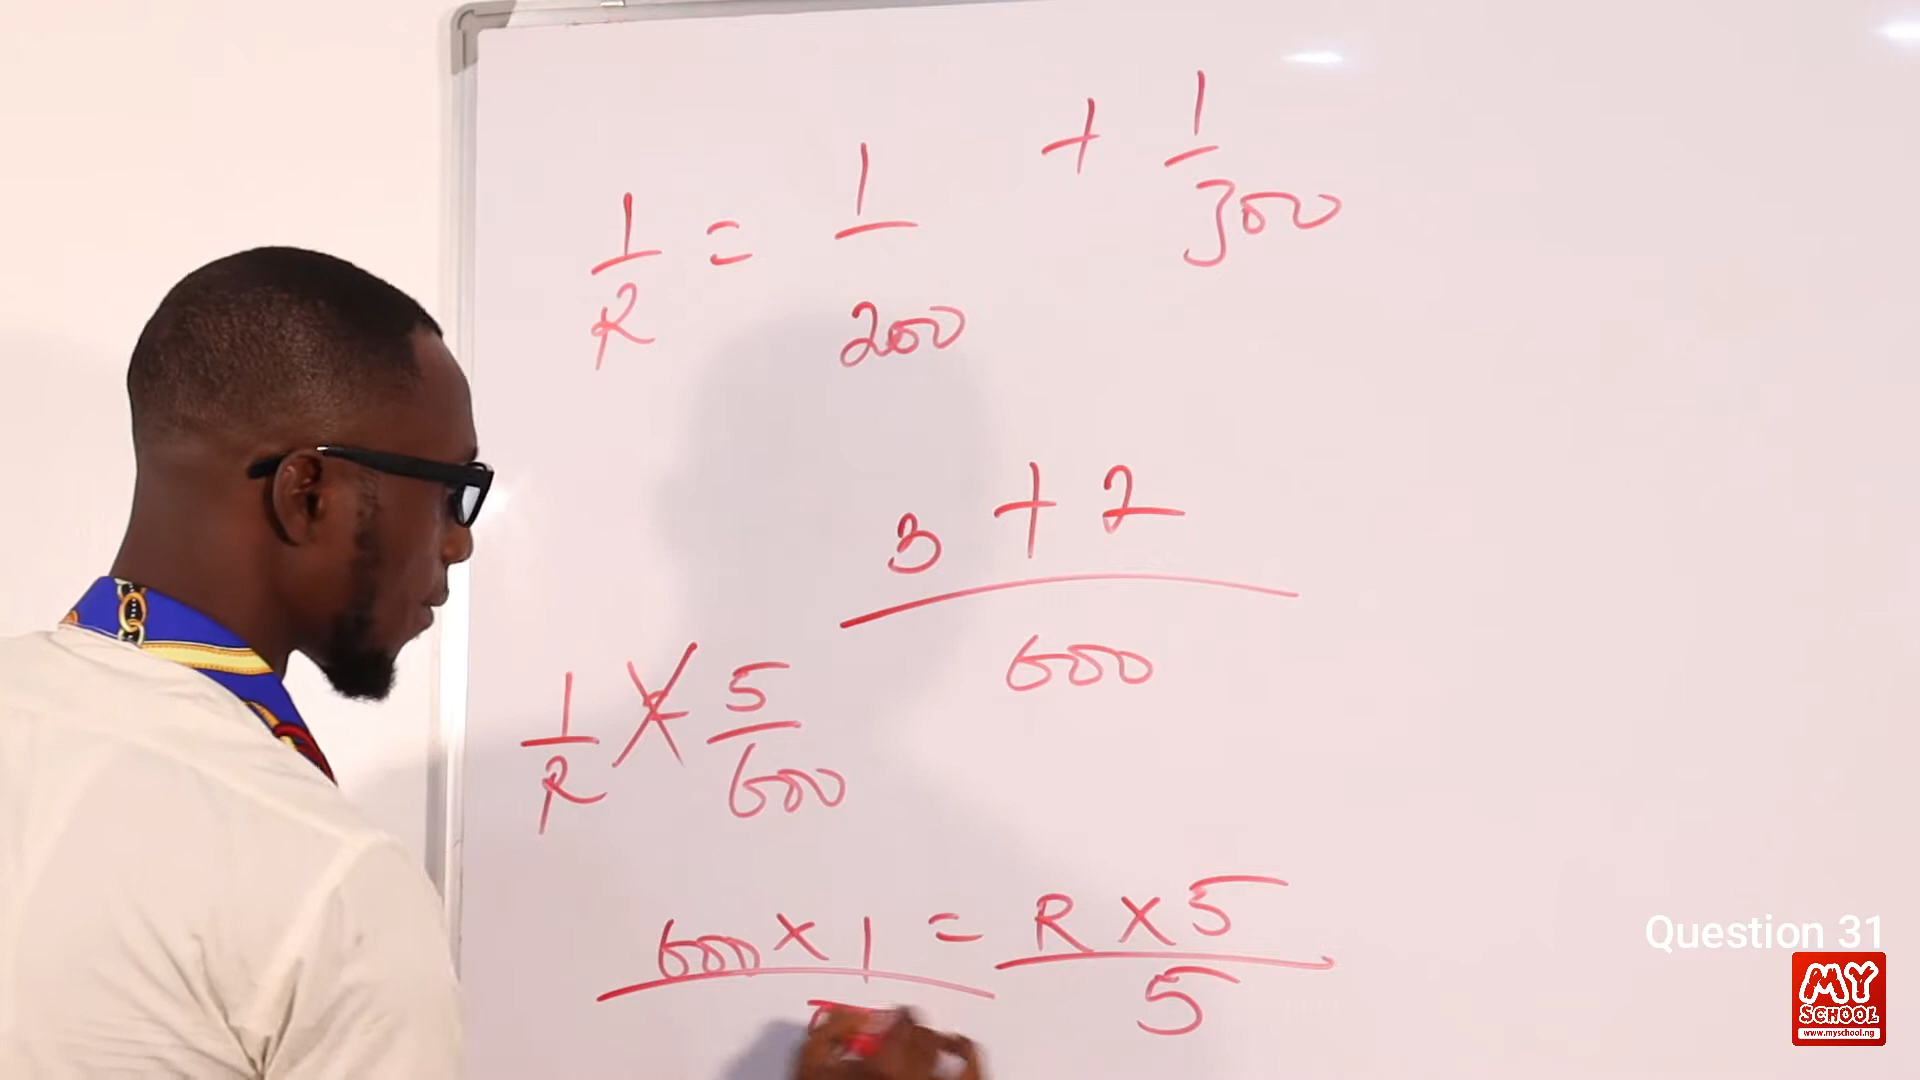 1/R = 1/200 + 1/300
3 + 2
600
1/R = 5/600
600 × 1 = R × 5
5
Question 31
MY
SCHOOL
www.myschool.ng